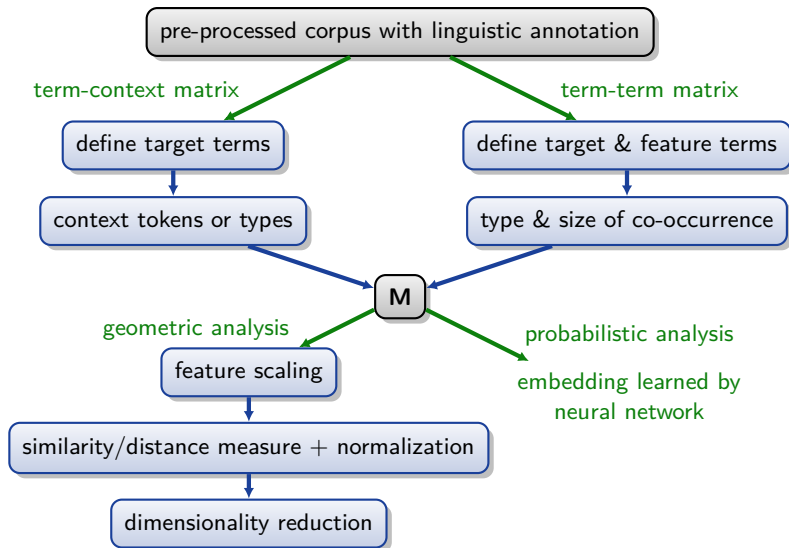 pre-processed corpus with linguistic annotation
term-context matrix
term-term matrix
define target terms
define target & feature terms
context tokens or types
type & size of co-occurrence
M
geometric analysis
probabilistic analysis
feature scaling
embedding learned by
neural network
similarity/distance measure + normalization
dimensionality reduction